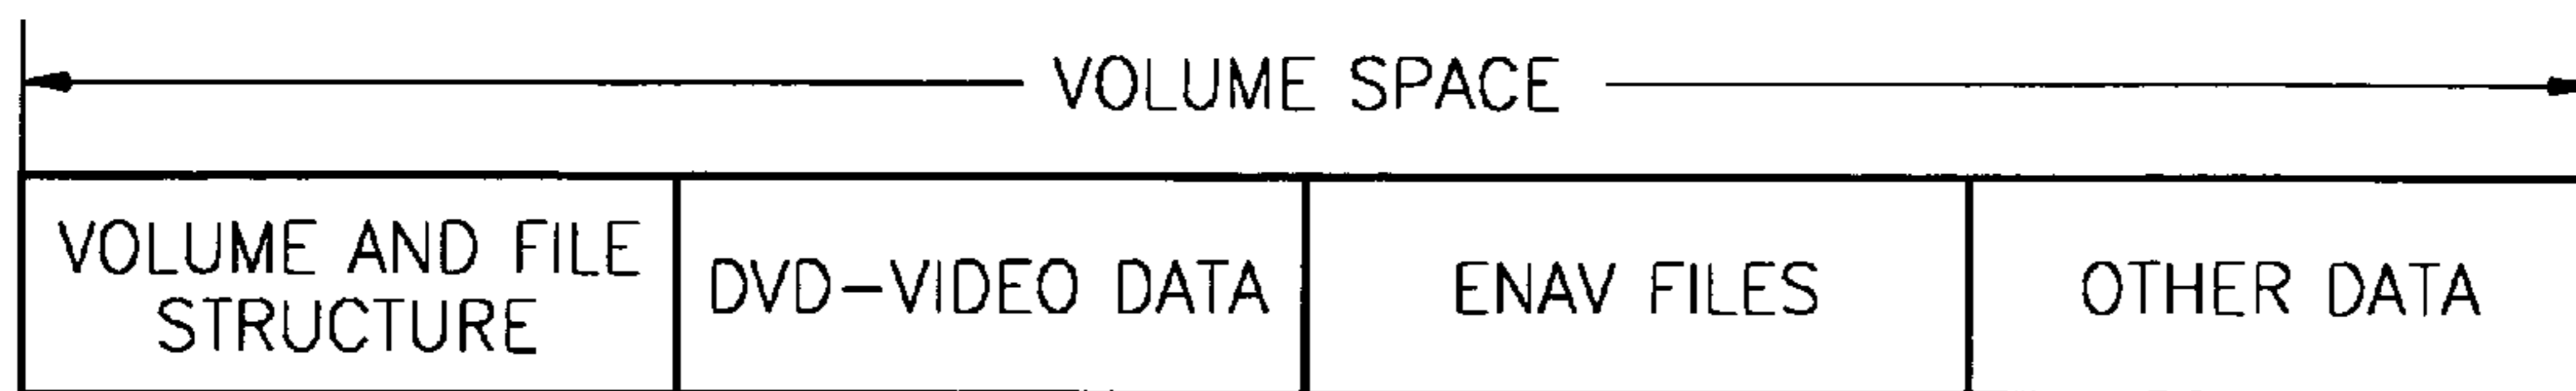 VOLUME SPACE
VOLUME AND FILE
STRUCTURE
DVD-VIDEO DATA
ENAV FILES
OTHER DATA